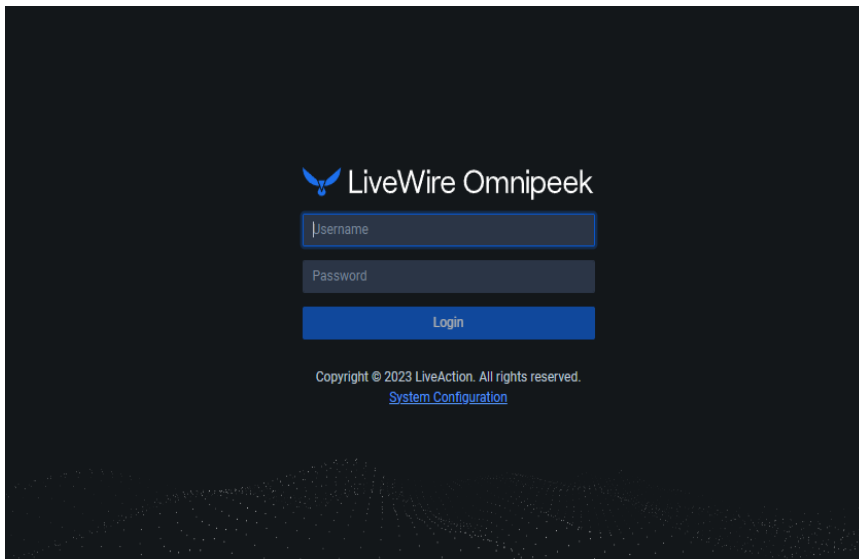 LiveWire Omnipeek
Username
Password
Login
Copyright © 2023 LiveAction. All rights reserved.
System Configuration